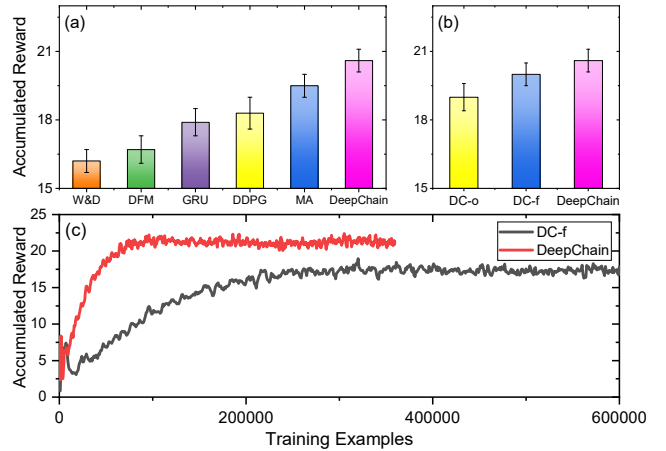 (a)
Accumulated Reward
21
18
15
W&D DFM GRU DDPG MA DeepChain
(b)
21
18
15
DC-o DC-f DeepChain
(c)
Accumulated Reward
25
20
15
10
5
0
DC-f
DeepChain
0 200000 400000 600000
Training Examples